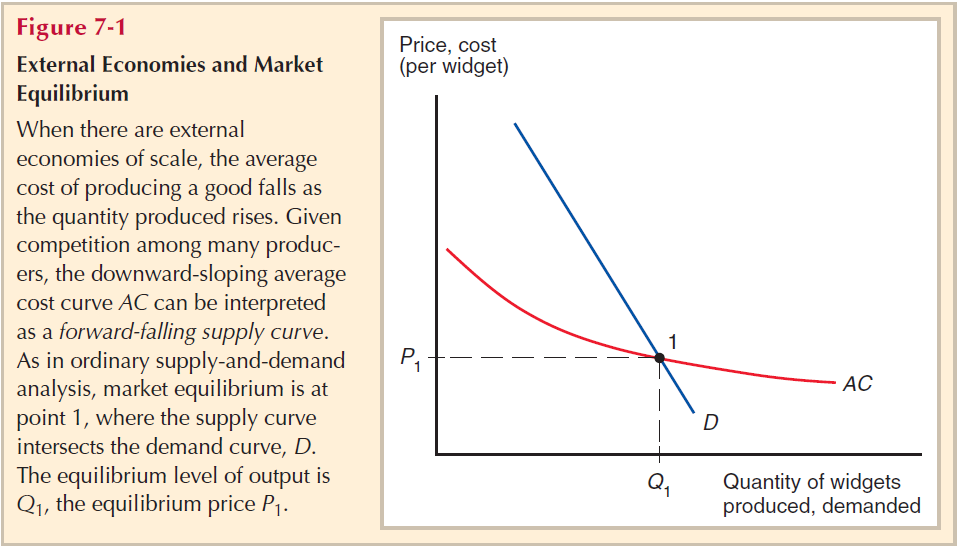 Figure 7-1
External Economies and Market
Equilibrium
When there are external
economies of scale, the average
cost of producing a good falls as
the quantity produced rises. Given
competition among many produc-
ers, the downward-sloping average
cost curve AC can be interpreted
as a forward-falling supply curve.
As in ordinary supply-and-demand
analysis, market equilibrium is at
point 1, where the supply curve
intersects the demand curve, D.
The equilibrium level of output is
Q₁, the equilibrium price P₁.
Price, cost
(per widget)
1
P₁
AC
D
Q₁
Quantity of widgets
produced, demanded